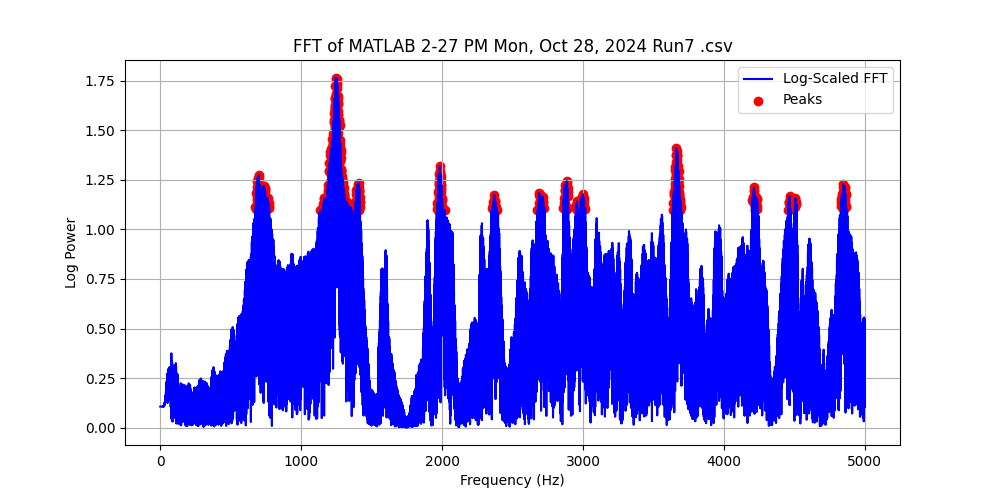 FFT of MATLAB 2-27 PM Mon, Oct 28, 2024 Run7 .csv
Log-Scaled FFT
Peaks
1.75
1.50
1.25
1.00
0.75
0.50
0.25
0.00
Log Power
0 1000 2000 3000 4000 5000
Frequency (Hz)